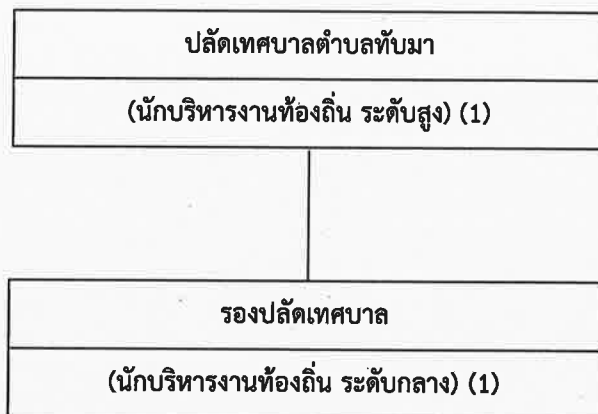 ปลัดเทศบาลตำบลทับมา
(นักบริหารงานท้องถิ่น ระดับสูง) (1)
รองปลัดเทศบาล
(นักบริหารงานท้องถิ่น ระดับกลาง) (1)